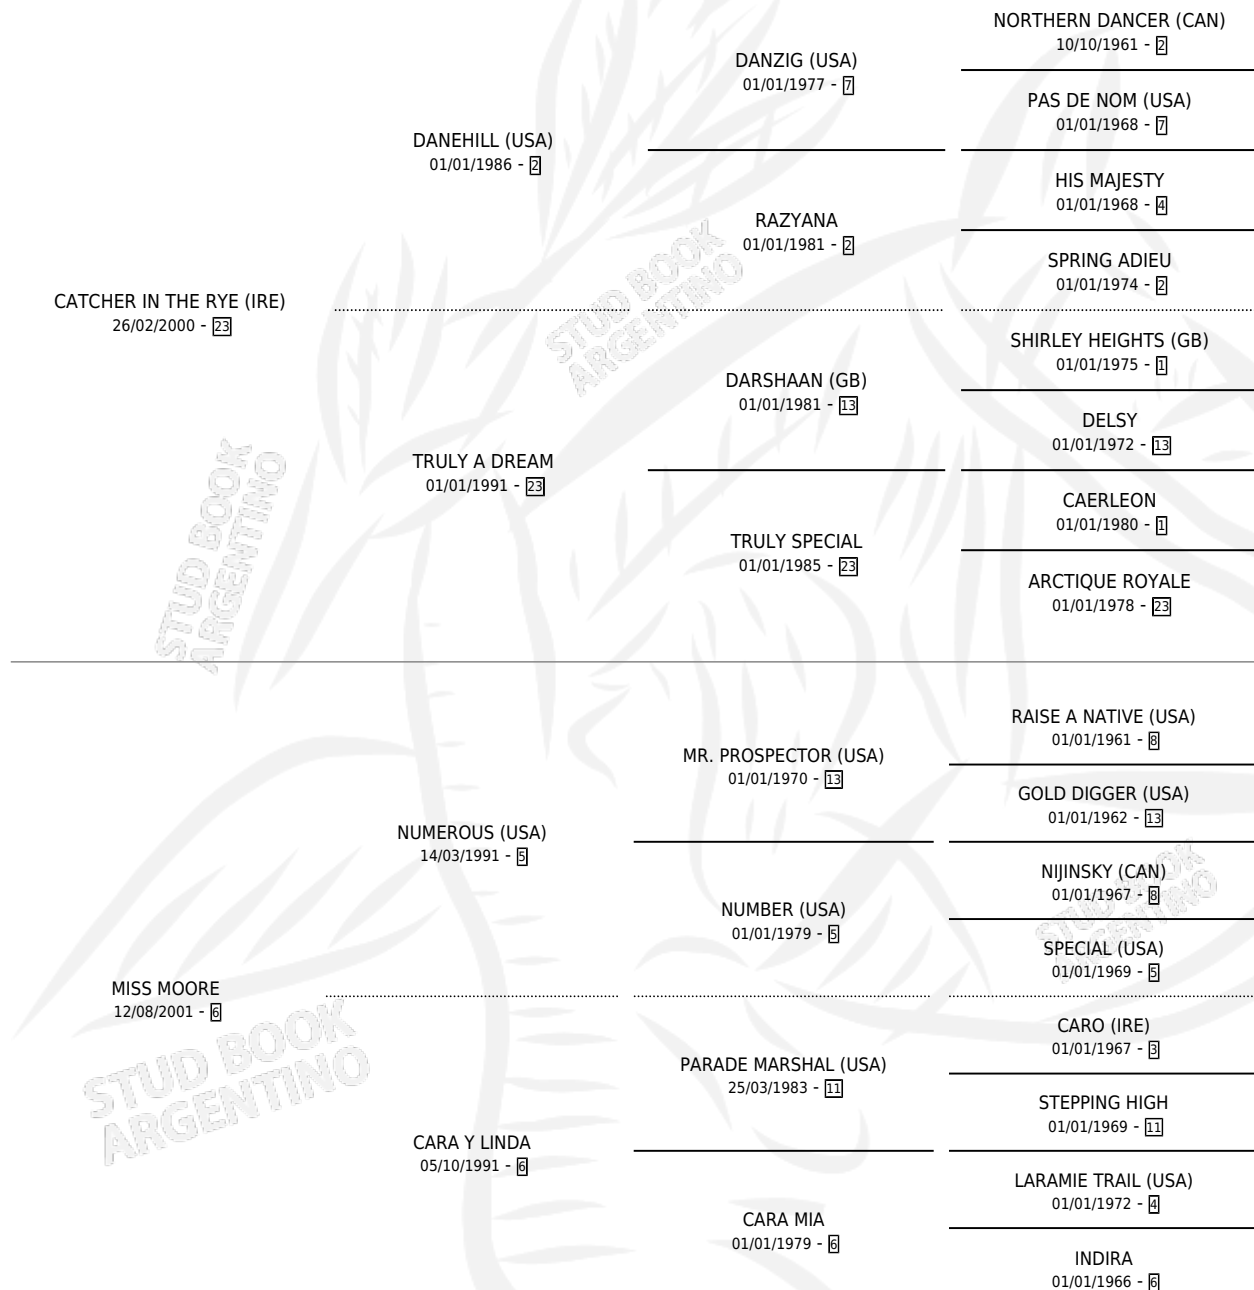 NORTHERN DANCER (CAN)
10/10/1961 - 2
DANZIG (USA)
01/01/1977 - 7
PAS DE NOM (USA)
01/01/1968 - 7
DANEHILL (USA)
01/01/1986 - 2
HIS MAJESTY
01/01/1968 - 4
RAZYANA
01/01/1981 - 2
SPRING ADIEU
01/01/1974 - 2
CATCHER IN THE RYE (IRE)
26/02/2000 - 23
STUD BOOK
ARGENTINO
SHIRLEY HEIGHTS (GB)
01/01/1975 - 1
DARSHAAN (GB)
01/01/1981 - 13
DELSY
01/01/1972 - 13
TRULY A DREAM
01/01/1991 - 23
CAERLEON
01/01/1980 - 1
TRULY SPECIAL
01/01/1985 - 23
ARCTIQUE ROYALE
01/01/1978 - 23
STUD BOOK
ARGENTINO
RAISE A NATIVE (USA)
01/01/1961 - 8
MR. PROSPECTOR (USA)
01/01/1970 - 13
GOLD DIGGER (USA)
01/01/1962 - 13
NUMEROUS (USA)
14/03/1991 - 5
NIJINSKY (CAN)
01/01/1967 - 8
NUMBER (USA)
01/01/1979 - 5
STUD BOOK
ARGENTINO
SPECIAL (USA)
01/01/1969 - 5
MISS MOORE
12/08/2001 - 6
STUD BOOK
ARGENTINO
CARO (IRE)
01/01/1967 - 3
PARADE MARSHAL (USA)
25/03/1983 - 11
STEPPING HIGH
01/01/1969 - 11
CARA Y LINDA
05/10/1991 - 6
LARAMIE TRAIL (USA)
01/01/1972 - 4
CARA MIA
01/01/1979 - 6
INDIRA
01/01/1966 - 6